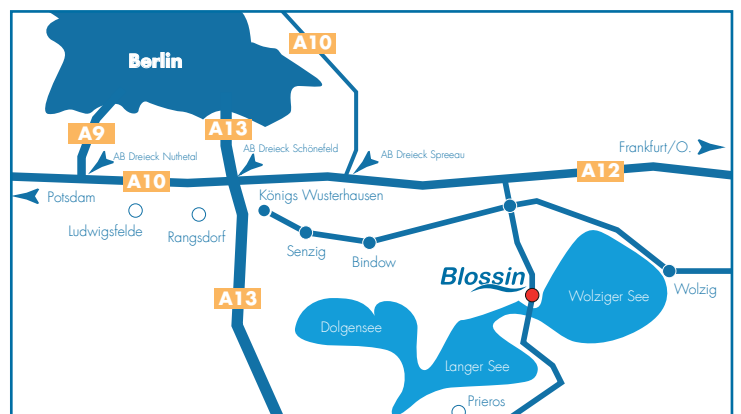 A10
Berlin
A9
A13
AB Dreieck Schönefeld
AB Dreieck Nuthetal
AB Dreieck Spreeau
Frankfurt/O.
A10
A12
Potsdam
Königs Wusterhausen
Ludwigsfelde
Rangsdorf
Senzig
Bindow
Blossin
Wolziger See
Wolzig
A13
Dolgensee
Langer See
Prieros